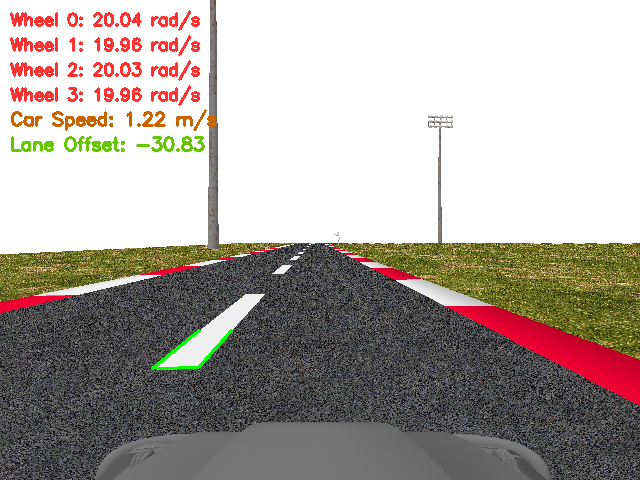 Wheel 0: 20.04 rad/s
Wheel 1: 19.96 rad/s
Wheel 2: 20.03 rad/s
Wheel 3: 19.96 rad/s
Car Speed: 1.22 m/s
Lane Offset: -30.83